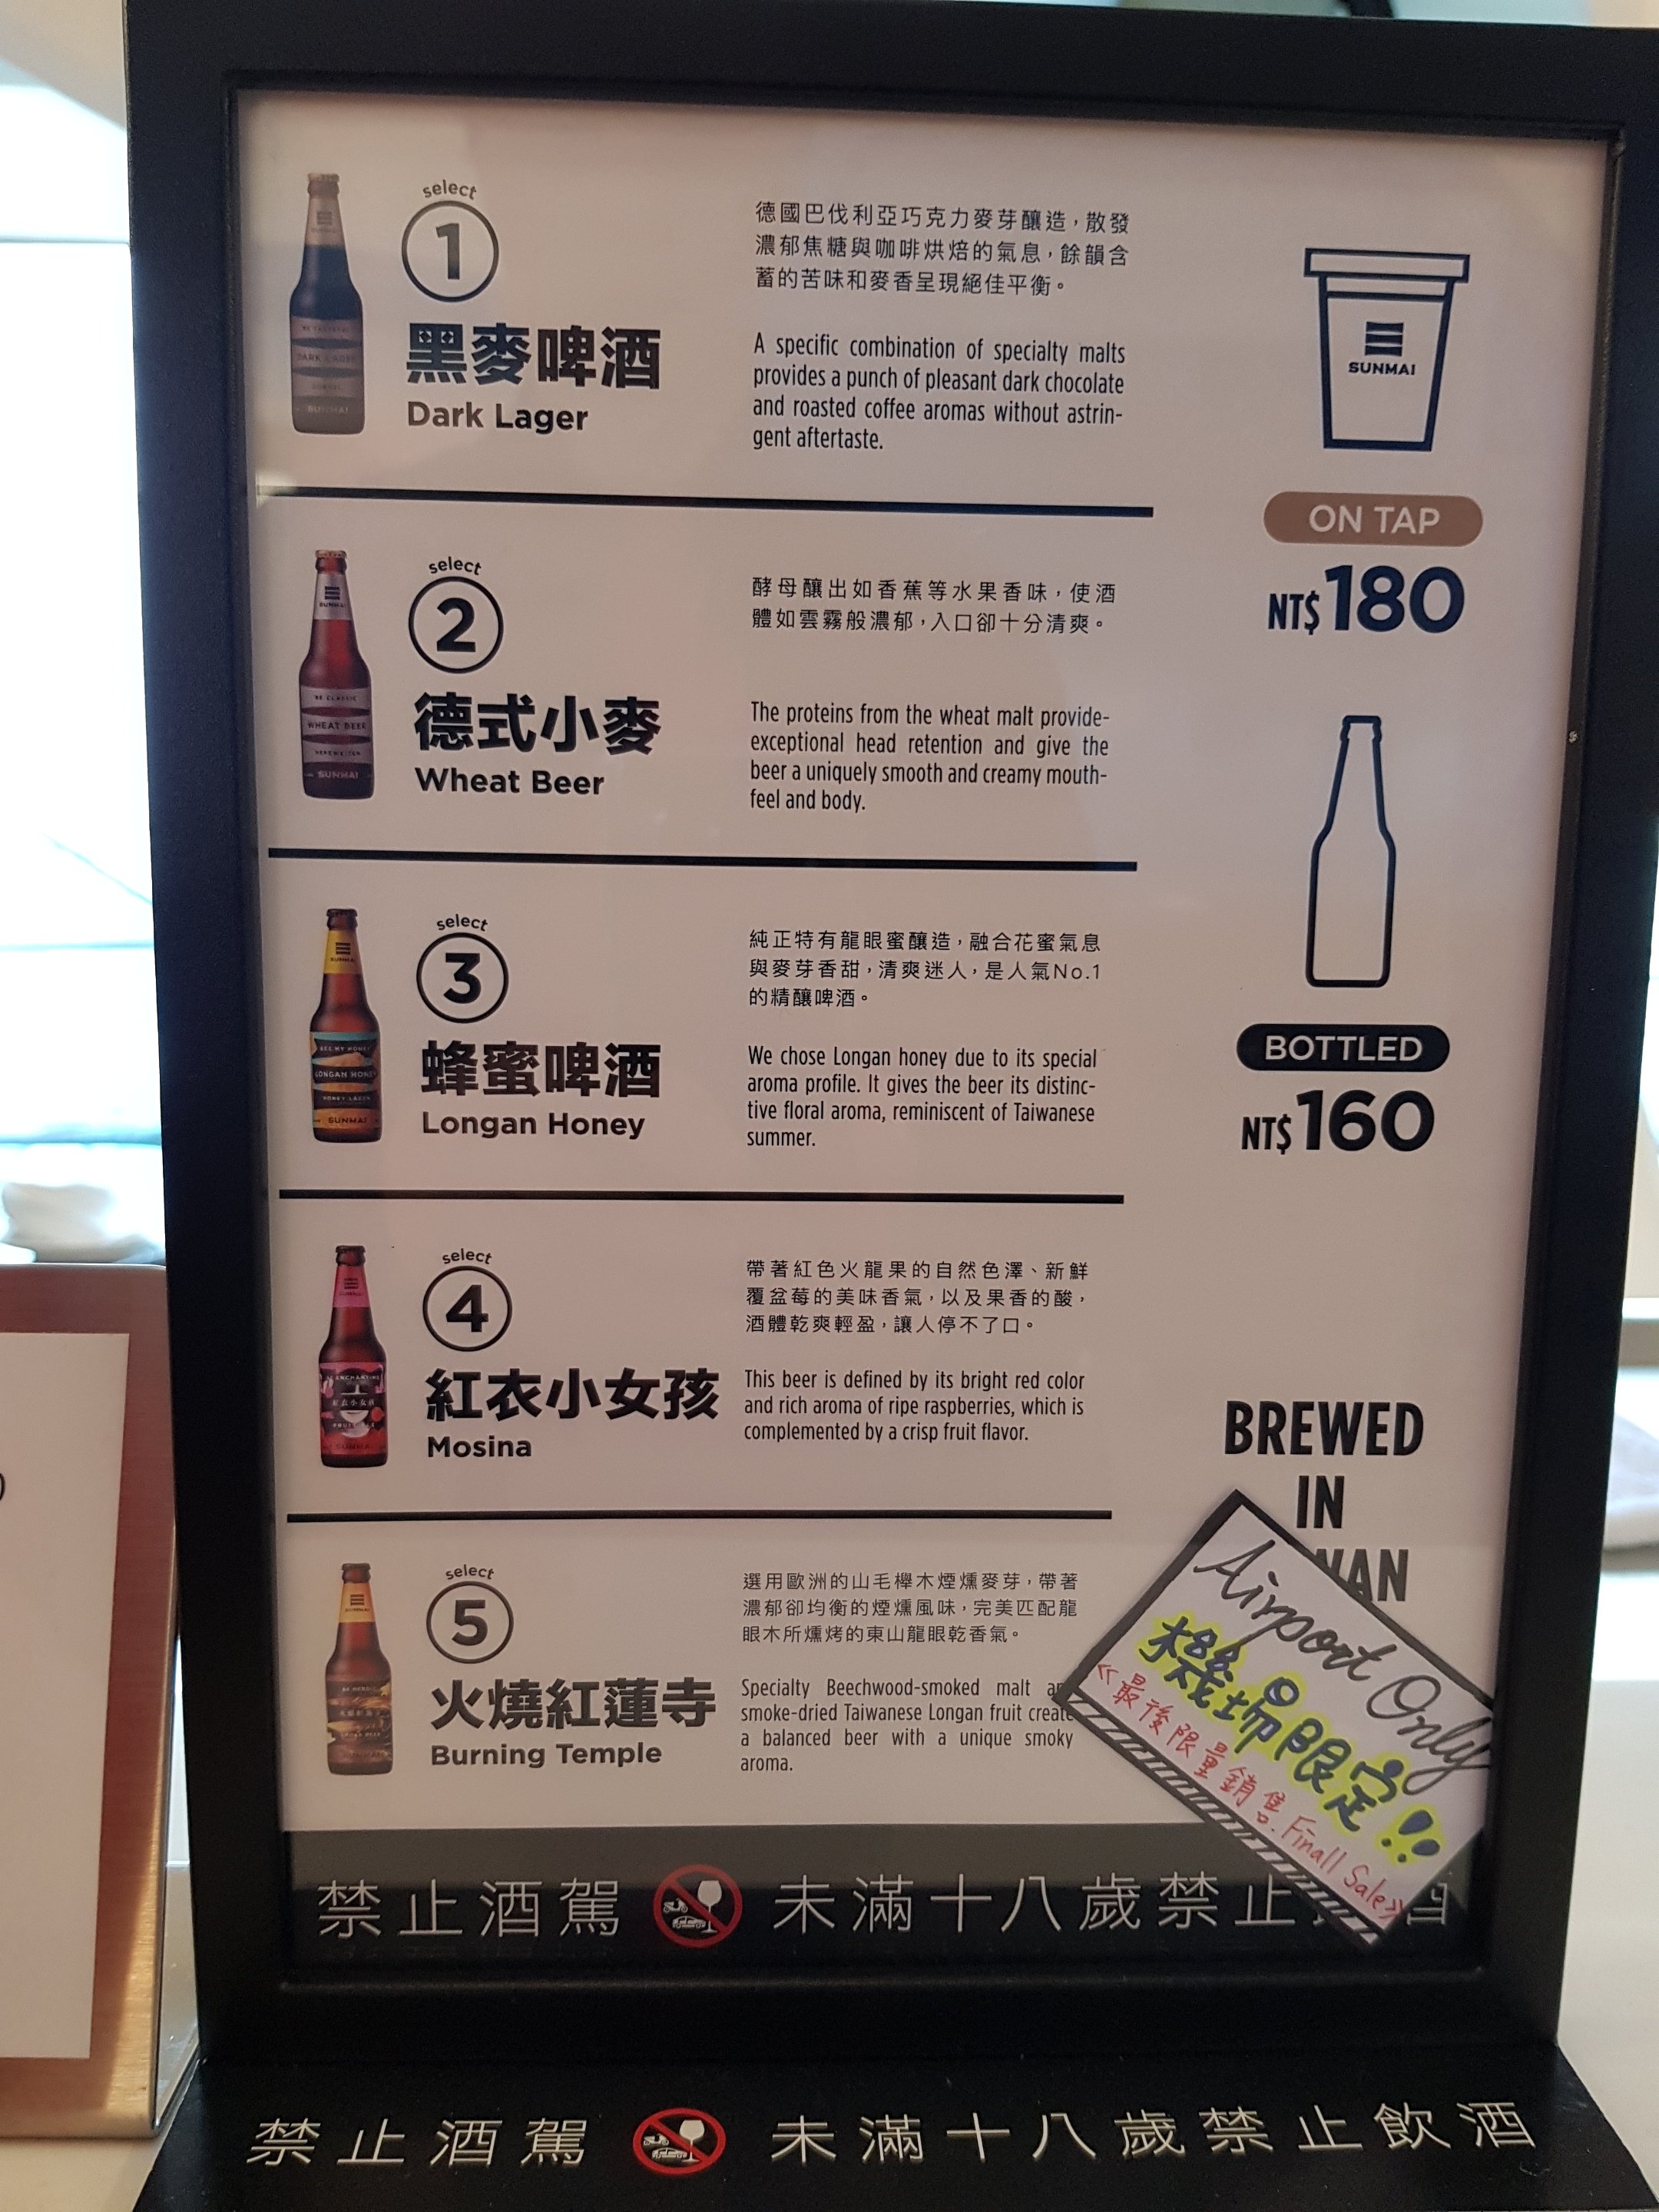 select
1
黑麥啤酒
Dark Lager
德國巴伐利亞巧克力麥芽釀造，散發
濃郁焦糖與咖啡烘焙的氣息，餘韻含
蓄的苦味和麥香呈現絕佳平衡。
A specific combination of specialty malts
provides a punch of pleasant dark chocolate
and roasted coffee aromas without astrin-
gent aftertaste.
select
2
德式小麥
Wheat Beer
酵母釀出如香蕉等水果香味，使酒
體如雲霧般濃郁，入口卻十分清爽。
The proteins from the wheat malt provide-
exceptional head retention and give the
beer a uniquely smooth and creamy mouth-
feel and body.
BE CLASSIC
WHEAT BEER
SUNMAI
select
3
蜂蜜啤酒
Longan Honey
純正特有龍眼蜜釀造，融合花蜜氣息
與麥芽香甜，清爽迷人，是人氣No.1
的精釀啤酒。
We chose Longan honey due to its special
aroma profile. It gives the beer its distinc-
tive floral aroma, reminiscent of Taiwanese
summer.
BEE MY HONEY
LONGAN HONEY
HONEY LAGER
SUNMAI
select
4
紅衣小女孩
Mosina
帶著紅色火龍果的自然色澤、新鮮
覆盆莓的美味香氣，以及果香的酸，
酒體乾爽輕盈，讓人停不了口。
This beer is defined by its bright red color
and rich aroma of ripe raspberries, which is
complemented by a crisp fruit flavor.
select
5
火燒紅蓮寺
Burning Temple
選用歐洲的山毛櫸木煙燻麥芽，帶著
濃郁卻均衡的煙燻風味，完美匹配龍
眼木所燻烤的東山龍眼乾香氣。
Specialty Beechwood-smoked malt
smoke-dried Taiwanese Longan fruit create
a balanced beer with a unique smoky
aroma.
SUNMAI
ON TAP
NT$180
BOTTLED
NT$160
BREWED
IN
WAN
Airport Only
機場限定!!
《最後限量銷售. Finall Sale》
禁止酒駕 未滿十八歲禁止 酒
禁止酒駕 未滿十八歲禁止飲酒